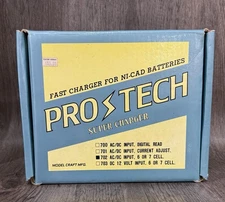 FAST CHARGER FOR NI-CAD BATTERIES
PRO TECH
SUPER CHARGER
700 AC/DC INPUT, DIGITAL READ
701 AC/DC INPUT, CURRENT ADJUST.
702 AC/DC INPUT, 6 OR 7 CELL.
703 DC 12 VOLT INPUT, 6 OR 7 CELL.
MODEL CRAFT MFG.